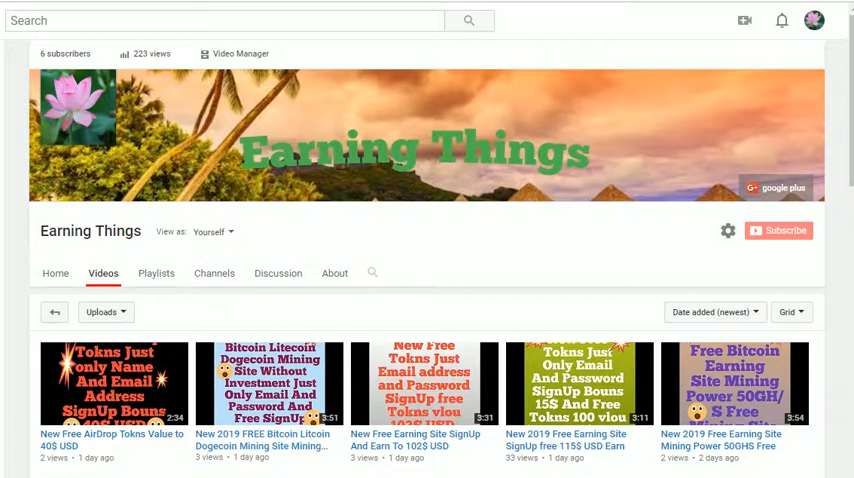 Search
6 subscribers 223 views Video Manager
Earning Things
google plus
Earning Things View as: Yourself Subscribe
Home Videos Playlists Channels Discussion About
Uploads Date added (newest) Grid
Tokns Just
only Name
And Email
Address
SignUp Bouns
40$ USD
2:34
Bitcoin Litecoin
Dogecoin Mining
Site Without
Investment Just
Only Email
And Password
And Free
Free SignUp
3:51
New Free
Tokns Just
Email address
and Password
SignUp free
Tokns vlou
102$ USD
3:31
Tokns Just
Only Email
And Password
SignUp Bouns
15$ And Free
Tokns 100 vlou
3:11
Free Bitcoin
Earning
Site Mining
Power 50GH/
S Free
Mining Site
3:54
New Free AirDrop Tokns Value to
40$ USD
2 views • 1 day ago
New 2019 FREE Bitcoin Litcoin
Dogecoin Mining Site Mining...
3 views • 1 day ago
New Free Earning Site SignUp
And Earn To 102$ USD
3 views • 1 day ago
New 2019 Free Earning Site
SignUp free 115$ USD Earn
33 views • 1 day ago
New 2019 Free Earning Site
Mining Power 50GHS Free
2 views • 2 days ago